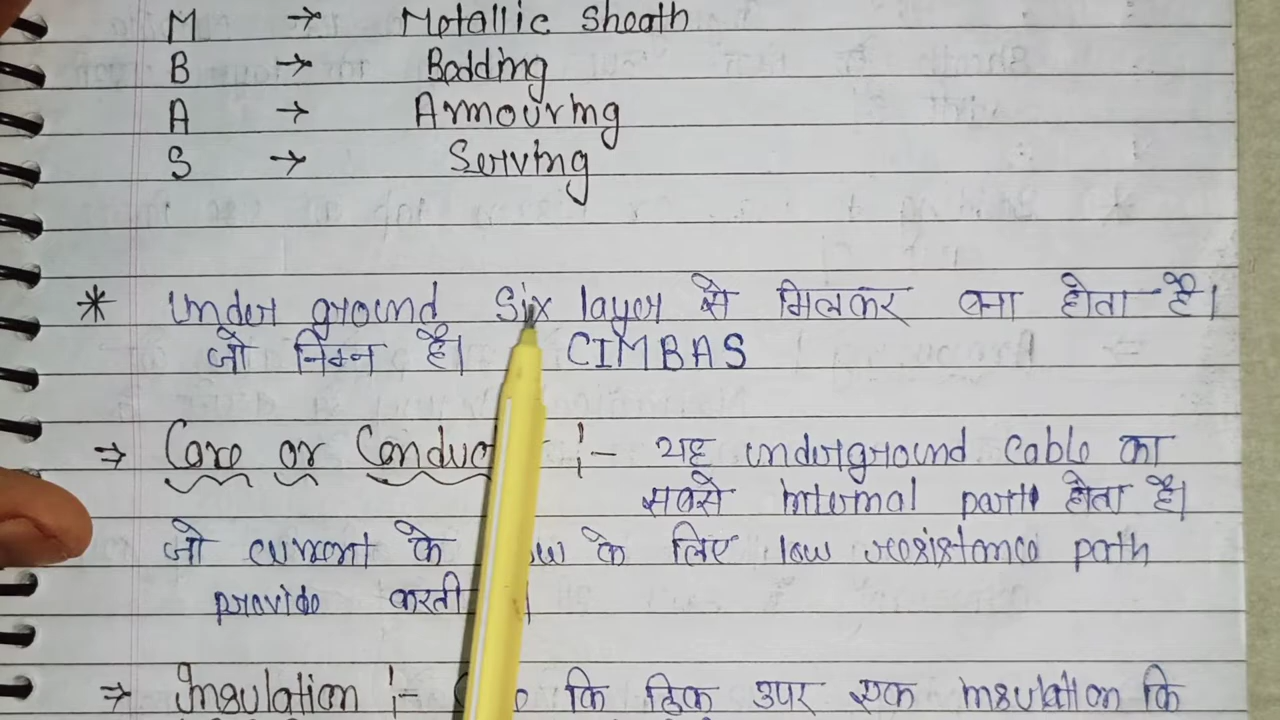 M → Metallic Sheath
B → Bedding
A → Armouring
S → Serving
* Under ground Six layer से मिलकर बना होता है।
जो निम्न है। CIMBAS
⇒ Core or Conduc :- यह underground Cable का
सबसे internal part होता है।
जो current के के लिए low resistance path
provide करती
⇒ Insulation :- कि ठिक उपर एक insulation कि